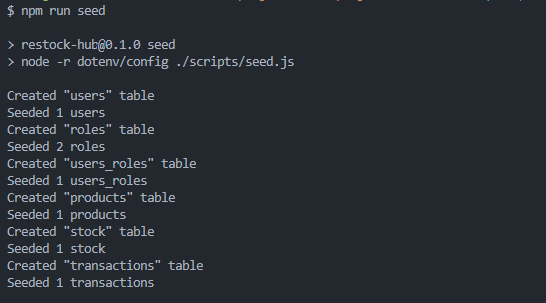 $ npm run seed
> restock-hub@0.1.0 seed
> node -r dotenv/config ./scripts/seed.js
Created "users" table
Seeded 1 users
Created "roles" table
Seeded 2 roles
Created "users_roles" table
Seeded 1 users_roles
Created "products" table
Seeded 1 products
Created "stock" table
Seeded 1 stock
Created "transactions" table
Seeded 1 transactions